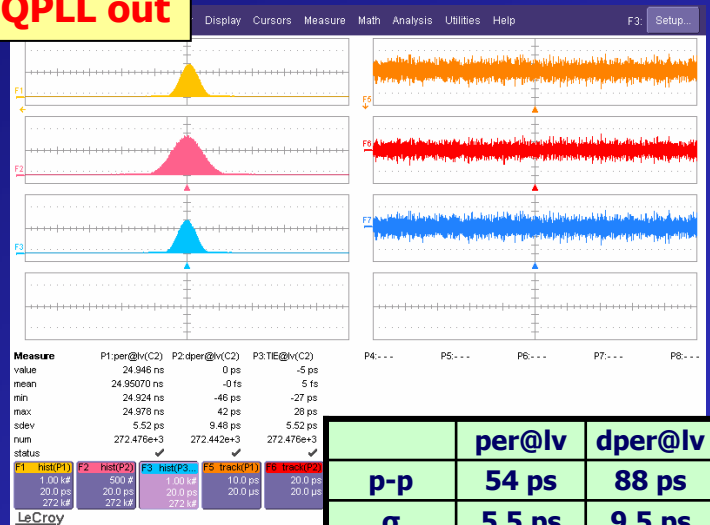 QPLL out
Display Cursors Measure Math Analysis Utilities Help F3: Setup...
F1
F5
F2
F6
F3
F7
Measure P1:per@lv(C2) P2:dper@lv(C2) P3:TIE@lv(C2) P4:- - - P5:- - - P6:- - - P7:- - - P8:- - -
value 24.946 ns 0 ps -5 ps
mean 24.95070 ns -0 fs 5 fs
min 24.924 ns -46 ps -27 ps
max 24.978 ns 42 ps 28 ps
sdev 5.52 ps 9.48 ps 5.52 ps
num 272.476e+3 272.442e+3 272.476e+3
status
F1 hist(P1) F2 hist(P2) F3 hist(P3... F5 track(P1) F6 track(P2)
1.00 k# 500 # 1.00 k# 10.0 ps 20.0 ps
20.0 ps 20.0 ps 20.0 ps 20.0 µs 20.0 µs
272 k# 272 k# 272 k#
LeCroy
per@lv dper@lv
p-p 54 ps 88 ps
σ 5.5 ps 9.5 ps